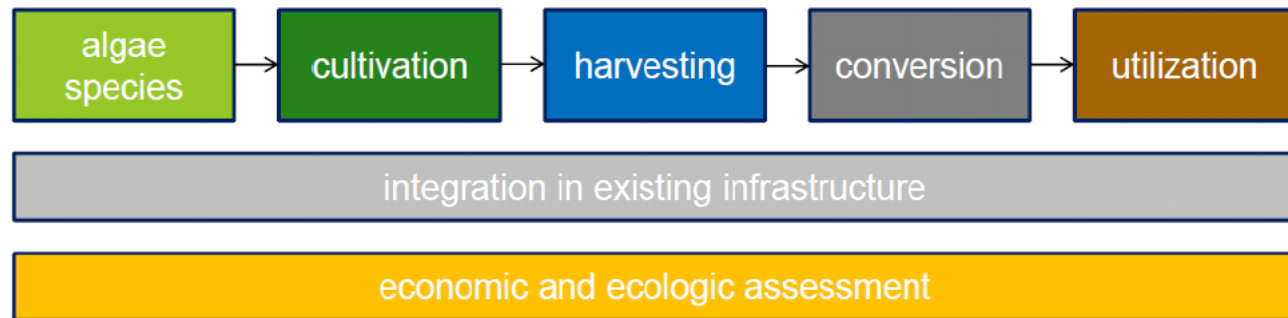 algae
species
cultivation
harvesting
conversion
utilization
integration in existing infrastructure
economic and ecologic assessment